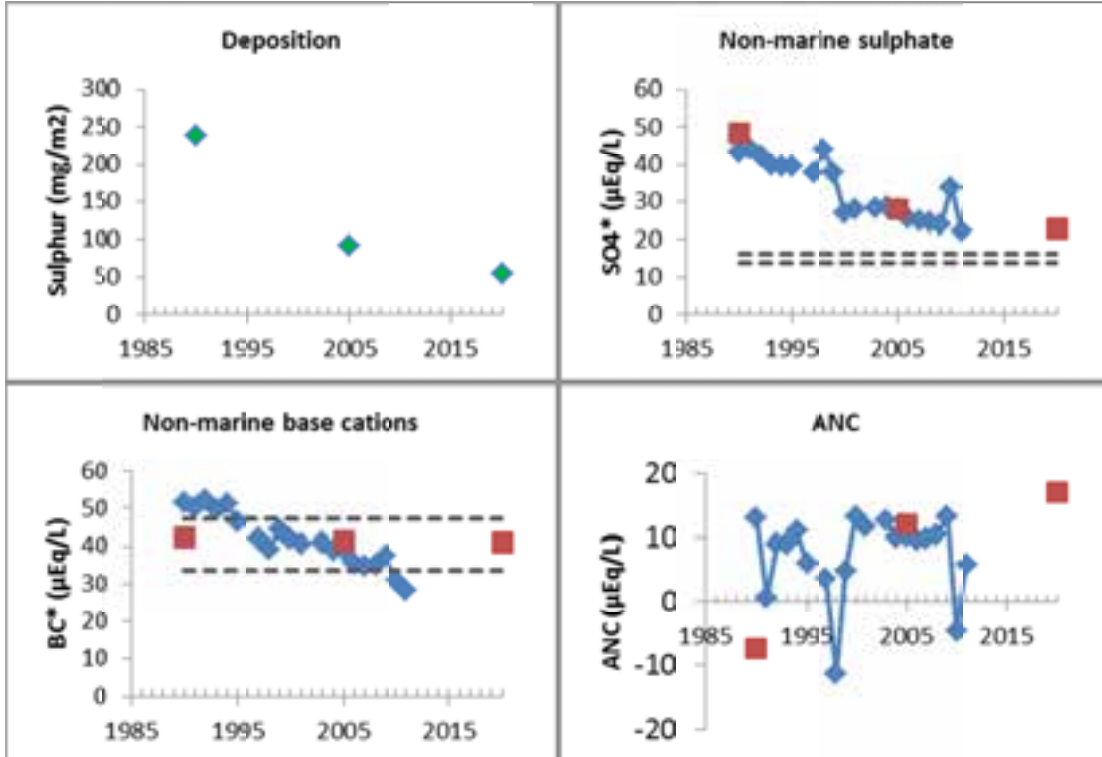 Deposition
Sulphur (mg/m2)
300
250
200
150
100
50
0
1985 1995 2005 2015
Non-marine sulphate
SO4* (µEq/L)
60
50
40
30
20
10
0
1985 1995 2005 2015
Non-marine base cations
BC* (µEq/L)
60
50
40
30
20
10
0
1985 1995 2005 2015
ANC
ANC (µEq/L)
20
10
0
-10
-20
1985 1995 2005 2015